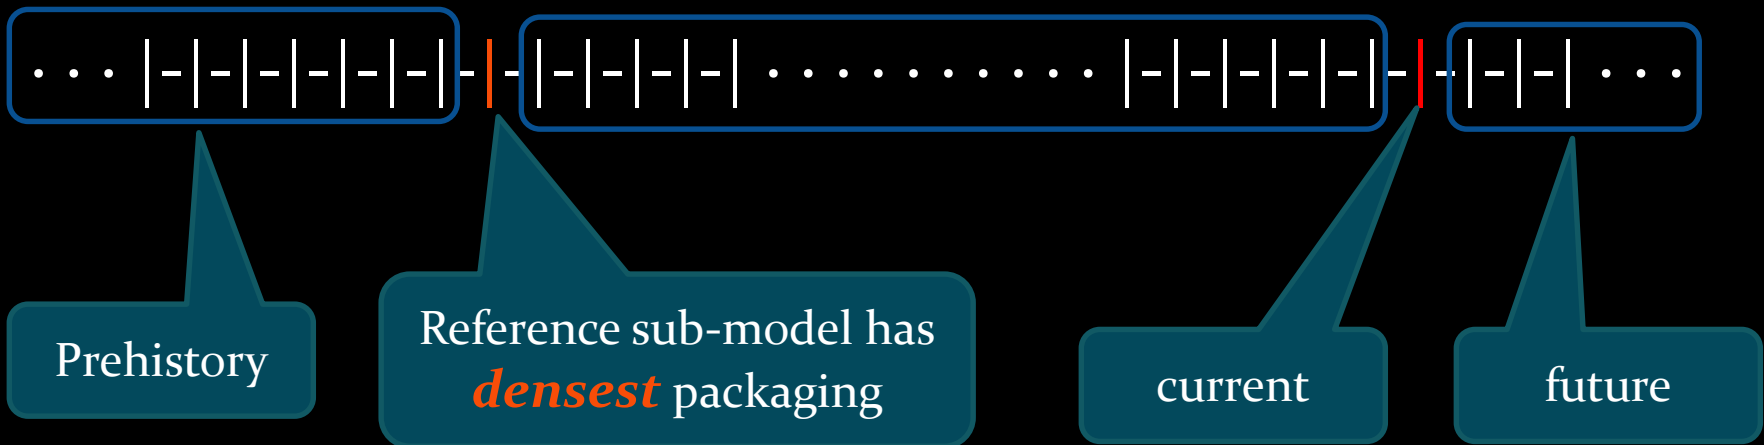 Prehistory
Reference sub-model has
densest packaging
current
future